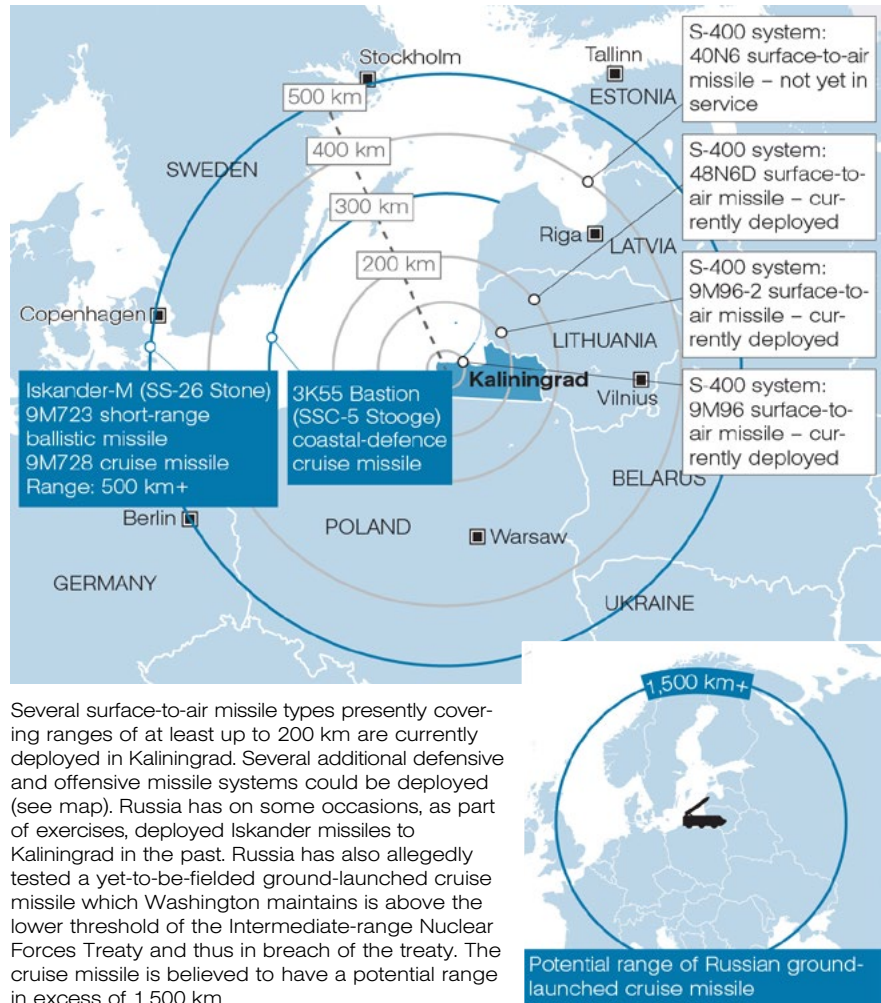 Stockholm
Tallinn
500 km
ESTONIA
S-400 system:
40N6 surface-to-air
missile – not yet in
service
400 km
SWEDEN
300 km
S-400 system:
48N6D surface-to-
air missile – cur-
rently deployed
Riga
LATVIA
200 km
S-400 system:
9M96-2 surface-to-
air missile – cur-
rently deployed
Copenhagen
LITHUANIA
Kaliningrad
Vilnius
S-400 system:
9M96 surface-to-
air missile – cur-
rently deployed
Iskander-M (SS-26 Stone)
9M723 short-range
ballistic missile
9M728 cruise missile
Range: 500 km+
3K55 Bastion
(SSC-5 Stooge)
coastal-defence
cruise missile
BELARUS
Berlin
POLAND
Warsaw
GERMANY
UKRAINE
Several surface-to-air missile types presently cover-
ing ranges of at least up to 200 km are currently
deployed in Kaliningrad. Several additional defensive
and offensive missile systems could be deployed
(see map). Russia has on some occasions, as part
of exercises, deployed Iskander missiles to
Kaliningrad in the past. Russia has also allegedly
tested a yet-to-be-fielded ground-launched cruise
missile which Washington maintains is above the
lower threshold of the Intermediate-range Nuclear
Forces Treaty and thus in breach of the treaty. The
cruise missile is believed to have a potential range
in excess of 1,500 km
1,500 km+
Potential range of Russian ground-
launched cruise missile